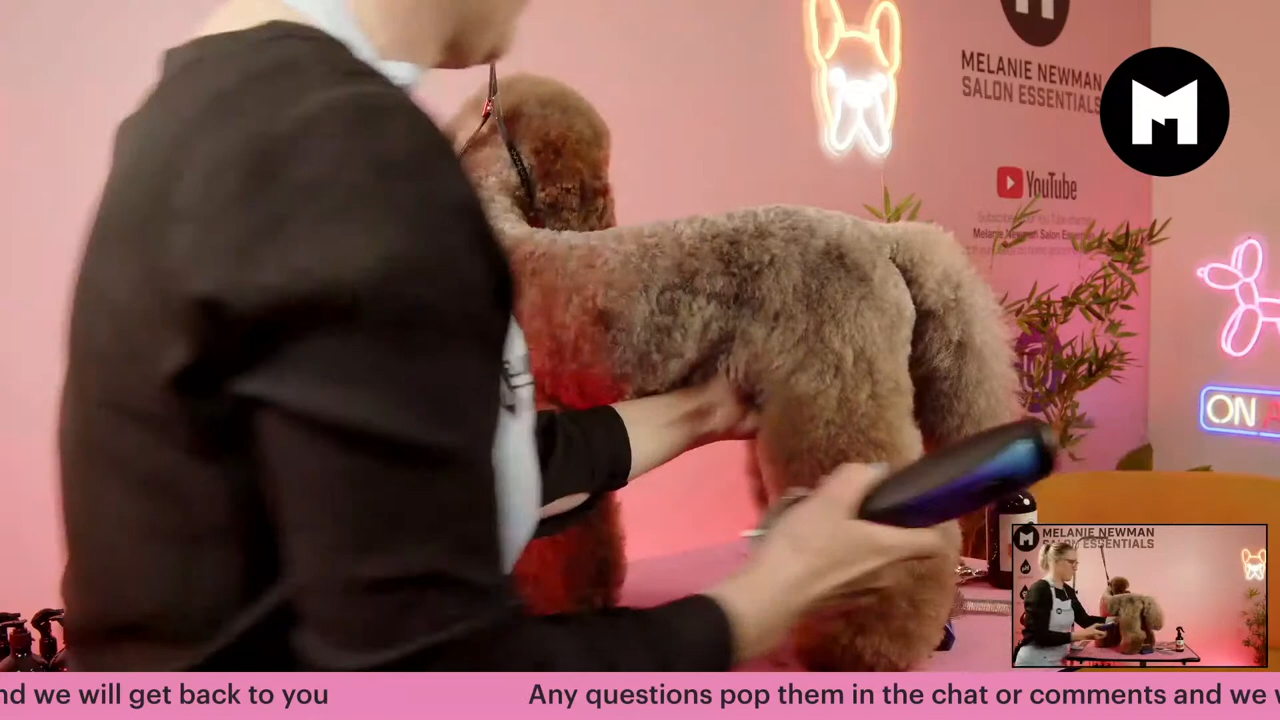 MELANIE NEWMAN
SALON ESSENTIALS
M
YouTube
Melanie Newman Salon Essen
ON A
MELANIE NEWMAN
SALON ESSENTIALS
M
nd we will get back to you
Any questions pop them in the chat or comments and we w